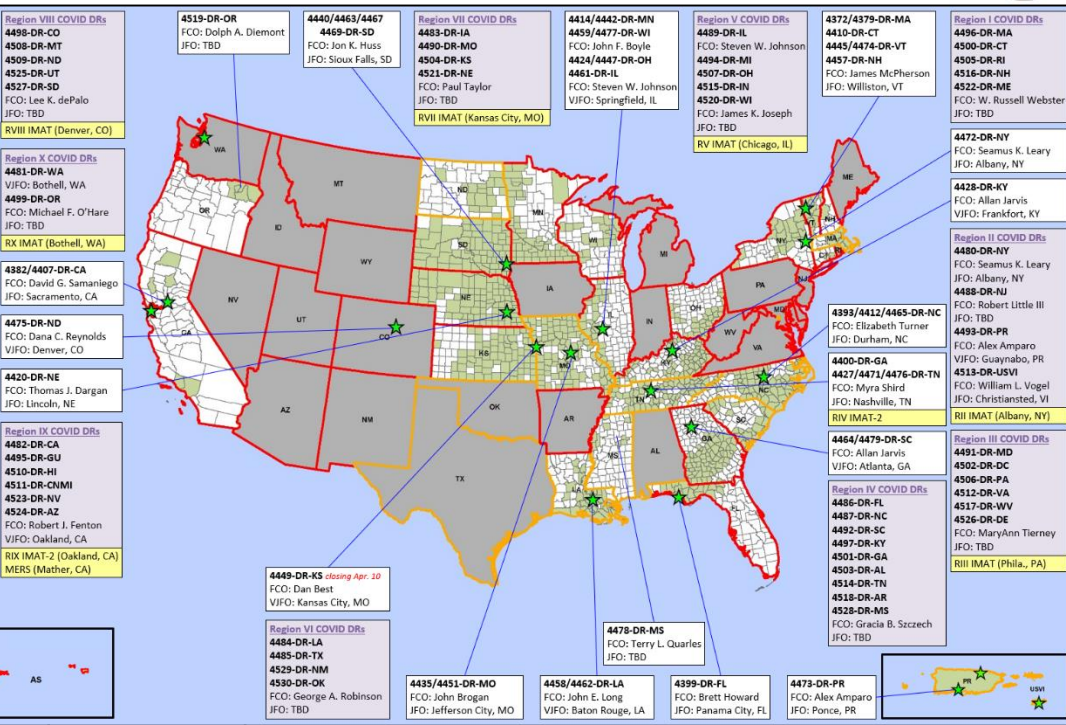 Region VIII COVID DRs
4498-DR-CO
4508-DR-MT
4509-DR-ND
4525-DR-UT
4527-DR-SD
FCO: Lee K. dePalo
JFO: TBD
RVIII IMAT (Denver, CO)
4519-DR-OR
FCO: Dolph A. Diemont
JFO: TBD
4440/4463/4467
4469-DR-SD
FCO: Jon K. Huss
JFO: Sioux Falls, SD
Region VII COVID DRs
4483-DR-IA
4490-DR-MO
4504-DR-KS
4521-DR-NE
FCO: Paul Taylor
JFO: TBD
RVII IMAT (Kansas City, MO)
4414/4442-DR-MN
4459/4477-DR-WI
FCO: John F. Boyle
4424/4447-DR-OH
4461-DR-IL
FCO: Steven W. Johnson
VJFO: Springfield, IL
Region V COVID DRs
4489-DR-IL
FCO: Steven W. Johnson
4494-DR-MI
4507-DR-OH
4515-DR-IN
4520-DR-WI
FCO: James K. Joseph
JFO: TBD
RV IMAT (Chicago, IL)
4372/4379-DR-MA
4410-DR-CT
4445/4474-DR-VT
4457-DR-NH
FCO: James McPherson
JFO: Williston, VT
Region I COVID DRs
4496-DR-MA
4500-DR-CT
4505-DR-RI
4516-DR-NH
4522-DR-ME
FCO: W. Russell Webster
JFO: TBD
4472-DR-NY
FCO: Seamus K. Leary
JFO: Albany, NY
4428-DR-KY
FCO: Allan Jarvis
VJFO: Frankfort, KY
Region X COVID DRs
4481-DR-WA
VJFO: Bothell, WA
4499-DR-OR
FCO: Michael F. O'Hare
JFO: TBD
RX IMAT (Bothell, WA)
4382/4407-DR-CA
FCO: David G. Samaniego
JFO: Sacramento, CA
4475-DR-ND
FCO: Dana C. Reynolds
VJFO: Denver, CO
4420-DR-NE
FCO: Thomas J. Dargan
JFO: Lincoln, NE
Region IX COVID DRs
4482-DR-CA
4495-DR-GU
4510-DR-HI
4511-DR-CNMI
4523-DR-NV
4524-DR-AZ
FCO: Robert J. Fenton
VJFO: Oakland, CA
RIX IMAT-2 (Oakland, CA)
MERS (Mather, CA)
WA
MT
ND
MN
ME
OR
ID
SD
WI
MI
VT
NH
NY
MA
CT
RI
WY
NE
IA
PA
NV
UT
CO
IL
IN
OH
MD
WV
VA
CA
KS
MO
KY
NC
TN
AZ
NM
OK
AR
SC
MS
AL
GA
TX
LA
FL
Region II COVID DRs
4480-DR-NY
FCO: Seamus K. Leary
JFO: Albany, NY
4488-DR-NJ
FCO: Robert Little III
JFO: TBD
4493-DR-PR
FCO: Alex Amparo
VJFO: Guaynabo, PR
4513-DR-USVI
FCO: William L. Vogel
JFO: Christiansted, VI
RII IMAT (Albany, NY)
4393/4412/4465-DR-NC
FCO: Elizabeth Turner
JFO: Durham, NC
4400-DR-GA
4427/4471/4476-DR-TN
FCO: Myra Shird
JFO: Nashville, TN
RIV IMAT-2
4464/4479-DR-SC
FCO: Allan Jarvis
VJFO: Atlanta, GA
Region III COVID DRs
4491-DR-MD
4502-DR-DC
4506-DR-PA
4512-DR-VA
4517-DR-WV
4526-DR-DE
FCO: MaryAnn Tierney
JFO: TBD
RIII IMAT (Phila., PA)
Region IV COVID DRs
4486-DR-FL
4487-DR-NC
4492-DR-SC
4497-DR-KY
4501-DR-GA
4503-DR-AL
4514-DR-TN
4518-DR-AR
4528-DR-MS
FCO: Gracia B. Szczech
JFO: TBD
4449-DR-KS closing Apr. 10
FCO: Dan Best
VJFO: Kansas City, MO
Region VI COVID DRs
4484-DR-LA
4485-DR-TX
4529-DR-NM
4530-DR-OK
FCO: George A. Robinson
JFO: TBD
4478-DR-MS
FCO: Terry L. Quarles
JFO: TBD
4435/4451-DR-MO
FCO: John Brogan
JFO: Jefferson City, MO
4458/4462-DR-LA
FCO: John E. Long
VJFO: Baton Rouge, LA
4399-DR-FL
FCO: Brett Howard
JFO: Panama City, FL
4473-DR-PR
FCO: Alex Amparo
JFO: Ponce, PR
AS
PR
USVI